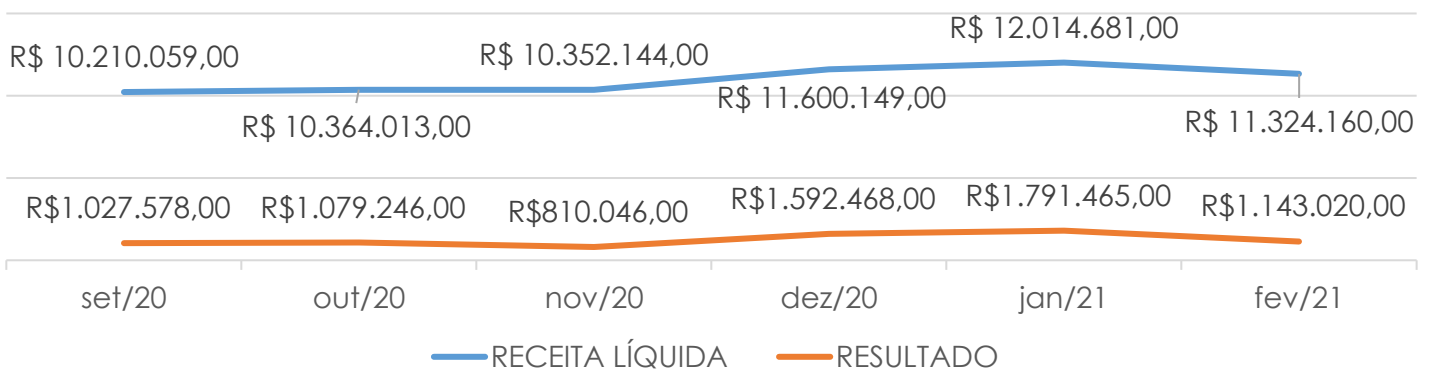 R$ 12.014.681,00
R$ 10.210.059,00
R$ 10.352.144,00
R$ 11.600.149,00
R$ 10.364.013,00
R$ 11.324.160,00
R$1.027.578,00
R$1.079.246,00
R$810.046,00
R$1.592.468,00
R$1.791.465,00
R$1.143.020,00
set/20
out/20
nov/20
dez/20
jan/21
fev/21
RECEITA LÍQUIDA
RESULTADO